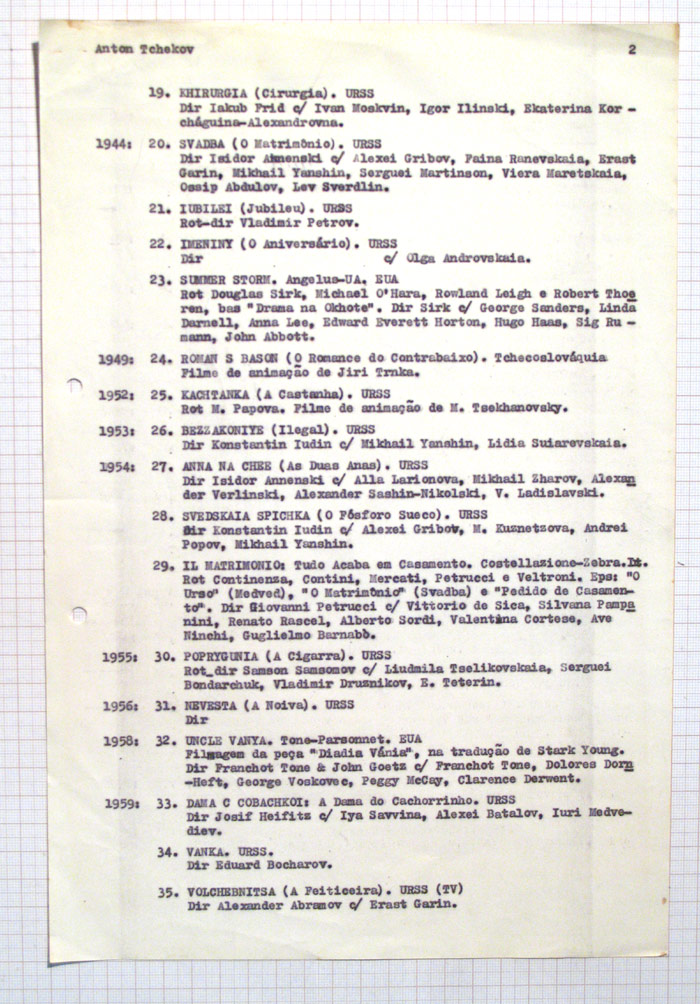 Anton Tchekov 2
19. KHIRURGIA (Cirurgia). URSS
Dir Iakub Frid c/ Ivan Moskvin, Igor Ilinski, Ekaterina Kor -
cháguina-Alexandrovna.
1944: 20. SVADBA (O Matrimônio). URSS
Dir Isidor Annenski c/ Alexei Gribov, Faina Ranevskaia, Erast
Garin, Mikhail Yanshin, Serguei Martinson, Viera Maretskaia,
Ossip Abdulov, Lev Sverdlin.
21. IUBILEI (Jubileu). URSS
Rot-dir Vladimir Petrov.
22. IMENINY (O Aniversário). URSS
Dir c/ Olga Androvskaia.
23. SUMMER STORM. Angelus-UA. EUA
Rot Douglas Sirk, Michael O'Hara, Rowland Leigh e Robert Thoe
ren, bas "Drama na Okhote". Dir Sirk c/ George Sanders, Linda
Darnell, Anna Lee, Edward Everett Horton, Hugo Haas, Sig Ru -
mann, John Abbott.
1949: 24. ROMAN S BASON (O Romance do Contrabaixo). Tchecoslováquia
Filme de animação de Jiri Trnka.
1952: 25. KACHTANKA (A Castanha). URSS
Rot M. Papova. Filme de animação de M. Tsekhanovsky.
1953: 26. BEZZAKONIYE (Ilegal). URSS
Dir Konstantin Iudin c/ Mikhail Yanshin, Lidia Suiarevskaia.
1954: 27. ANNA NA CHEE (As Duas Anas). URSS
Dir Isidor Annenski c/ Alla Larionova, Mikhail Zharov, Alexan
der Verlinski, Alexander Sashin-Nikolski, V. Ladislavski.
28. SVEDSKAIA SPICHKA (O Fósforo Sueco). URSS
Dir Konstantin Iudin c/ Alexei Gribov, M. Kuznetzova, Andrei
Popov, Mikhail Yanshin.
29. IL MATRIMONIO: Tudo Acaba em Casamento. Costellazione-Zebra.It.
Rot Continenza, Contini, Mercati, Petrucci e Veltroni. Eps: "O
Urso" (Medved), "O Matrimônio" (Svadba) e "Pedido de Casamen-
to". Dir Giovanni Petrucci c/ Vittorio de Sica, Silvana Pampa
nini, Renato Rascel, Alberto Sordi, Valentina Cortese, Ave
Ninchi, Guglielmo Barnabò.
1955: 30. POPRYGUNIA (A Cigarra). URSS
Rot_dir Samson Samsomov c/ Liudmila Tselikovskaia, Serguei
Bondarchuk, Vladimir Druznikov, E. Teterin.
1956: 31. NEVESTA (A Noiva). URSS
Dir
1958: 32. UNCLE VANYA. Tone-Parsonnet. EUA
Filmagem da peça "Diadia Vánia", na tradução de Stark Young.
Dir Franchot Tone & John Goetz c/ Franchot Tone, Dolores Dorn
-Heft, George Voskovec, Peggy McCay, Clarence Derwent.
1959: 33. DAMA C COBACHKOI: A Dama do Cachorrinho. URSS
Dir Josif Heifitz c/ Iya Savvina, Alexei Batalov, Iuri Medve-
diev.
34. VANKA. URSS.
Dir Eduard Bocharov.
35. VOLCHEBNITSA (A Feiticeira). URSS (TV)
Dir Alexander Abramov c/ Erast Garin.